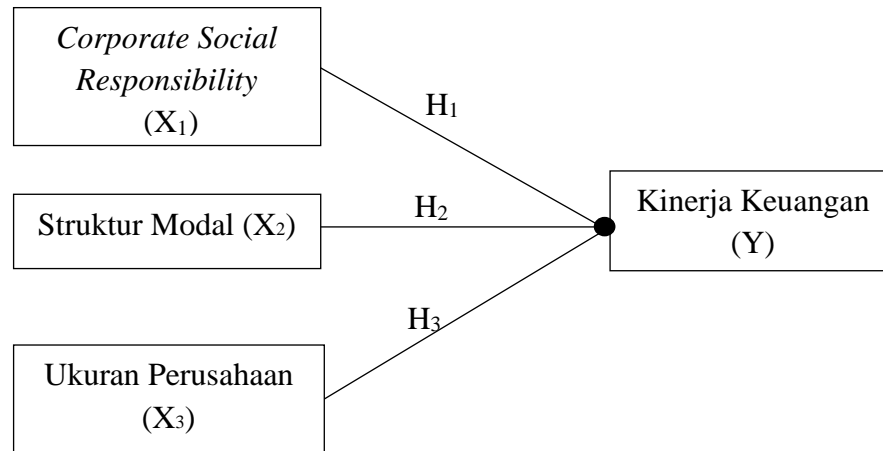 Corporate Social
Responsibility
(X₁)
H₁
Struktur Modal (X₂)
H₂
Kinerja Keuangan
(Y)
H₃
Ukuran Perusahaan
(X₃)